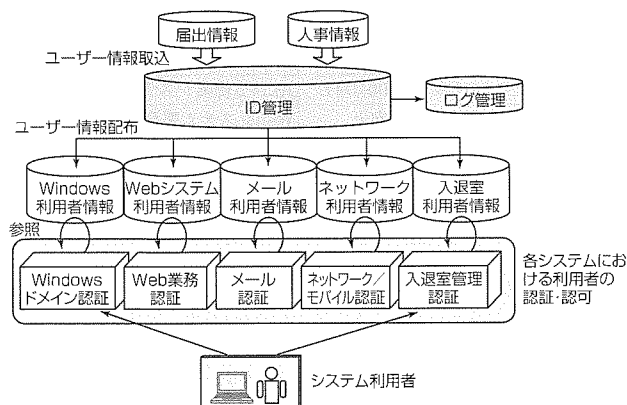 届出情報
人事情報
ユーザー情報取込
ID管理
ログ管理
ユーザー情報配布
Windows
利用者情報
Webシステム
利用者情報
メール
利用者情報
ネットワーク
利用者情報
入退室
利用者情報
参照
Windows
ドメイン認証
Web業務
認証
メール
認証
ネットワーク／
モバイル認証
入退室管理
認証
各システムにお
ける利用者の
認証・認可
システム利用者